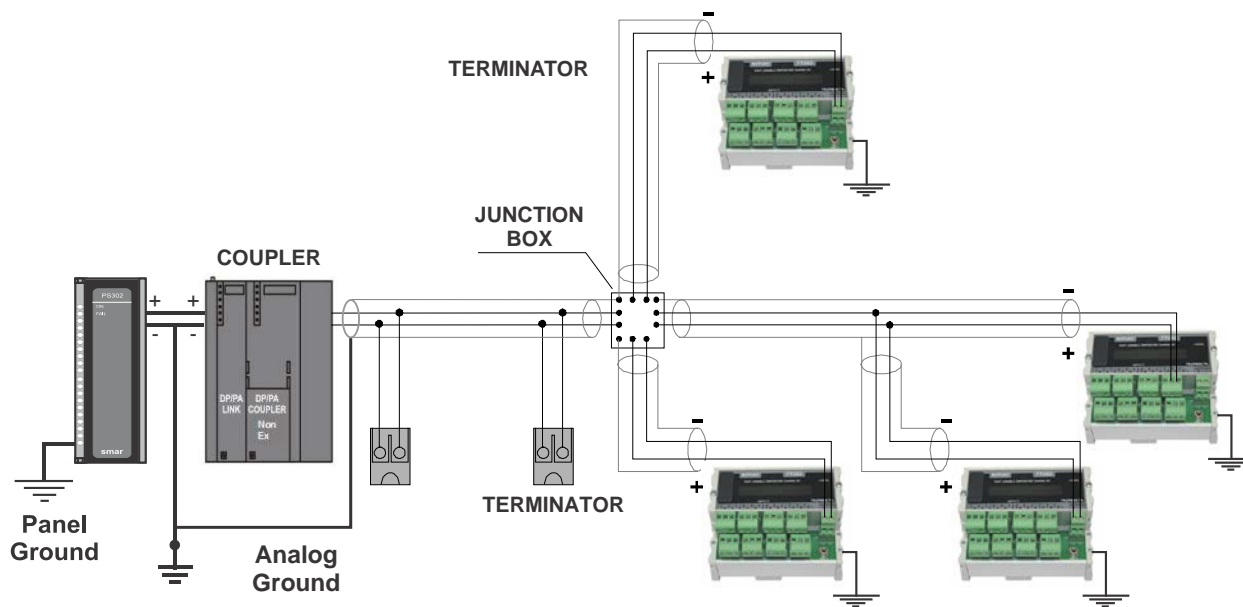 TERMINATOR
-
+
JUNCTION
BOX
COUPLER
PS302
+ +
- -
DP/PA
LINK
DP/PA
COUPLER
Non
Ex
smar
-
+
-
+
-
+
TERMINATOR
Panel
Ground
Analog
Ground